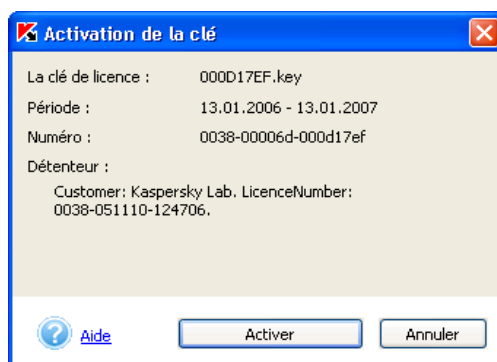 Activation de la clé
La clé de licence : 000D17EF.key
Période : 13.01.2006 - 13.01.2007
Numéro : 0038-00006d-000d17ef
Détenteur :
Customer: Kaspersky Lab. LicenceNumber:
0038-051110-124706.
Aide Activer Annuler